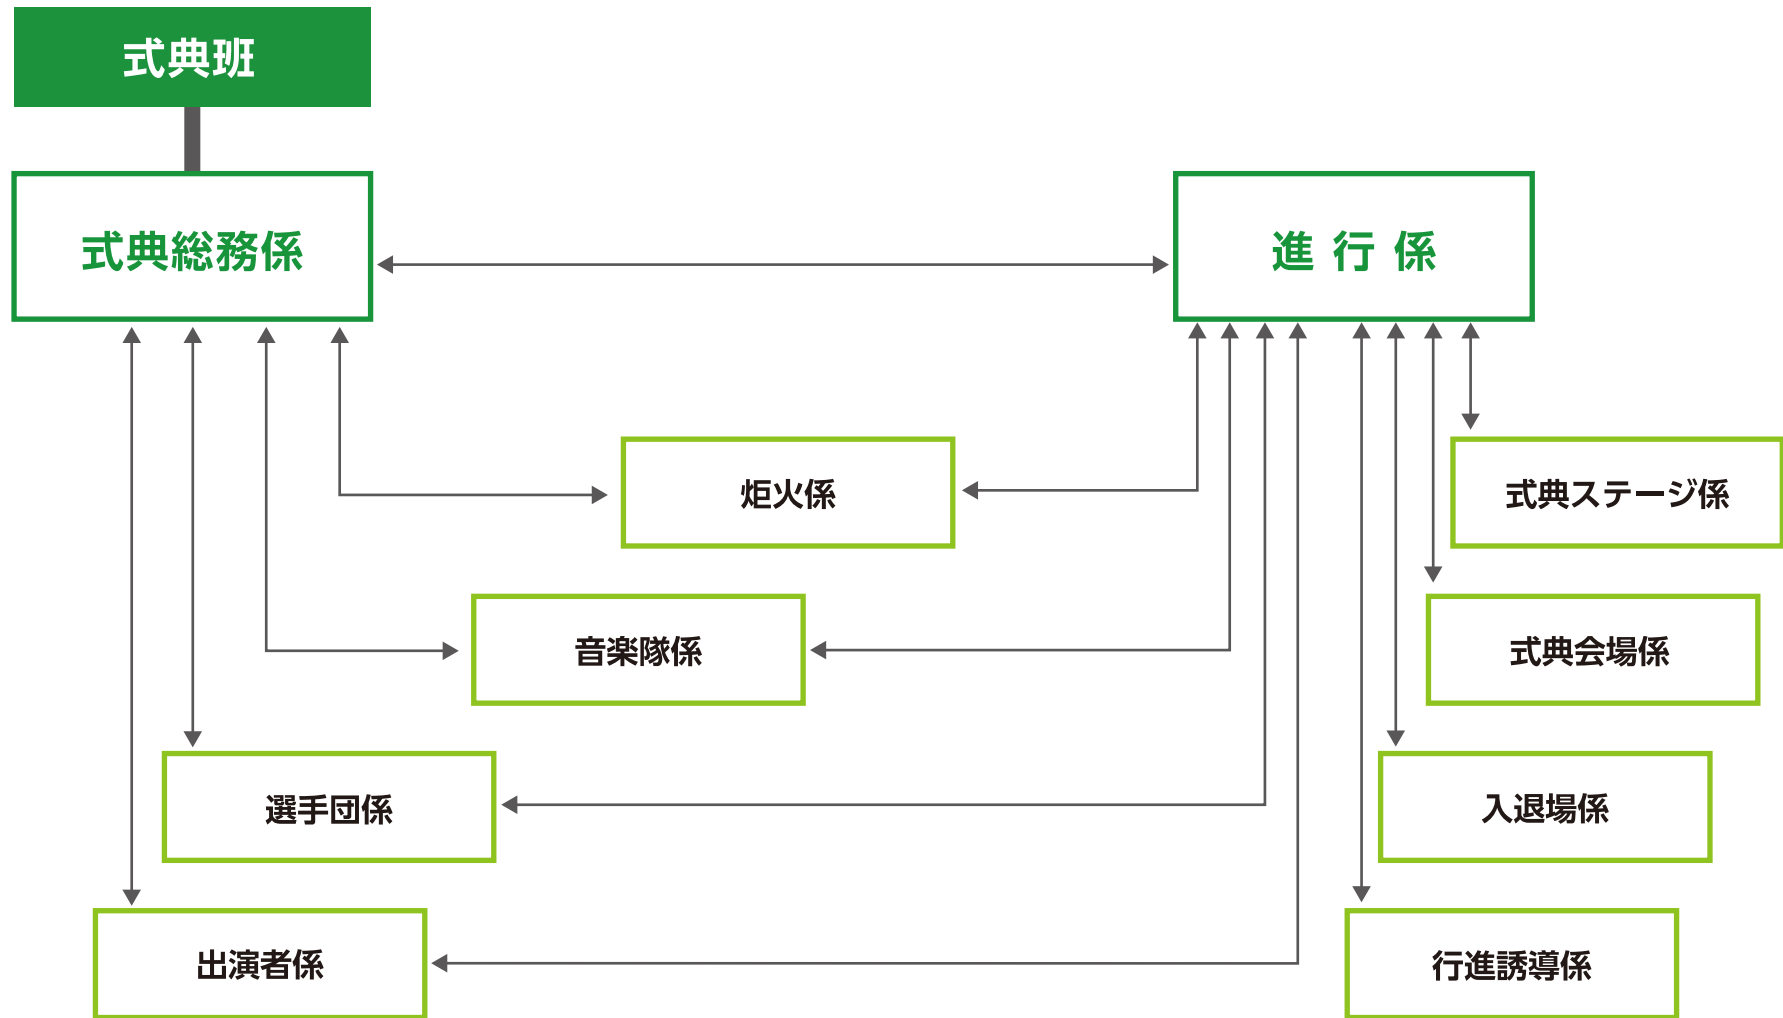 式典班
式典総務係
進行係
炬火係
式典ステージ係
音楽隊係
式典会場係
選手団係
入退場係
出演者係
行進誘導係